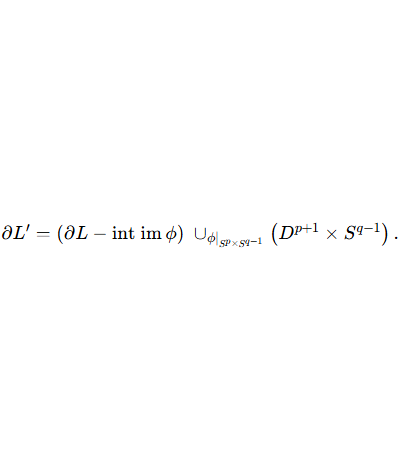 ∂L′ = (∂L − int im ϕ) ∪_{ϕ|_{S^p×S^{q−1}}} (D^{p+1} × S^{q−1}).